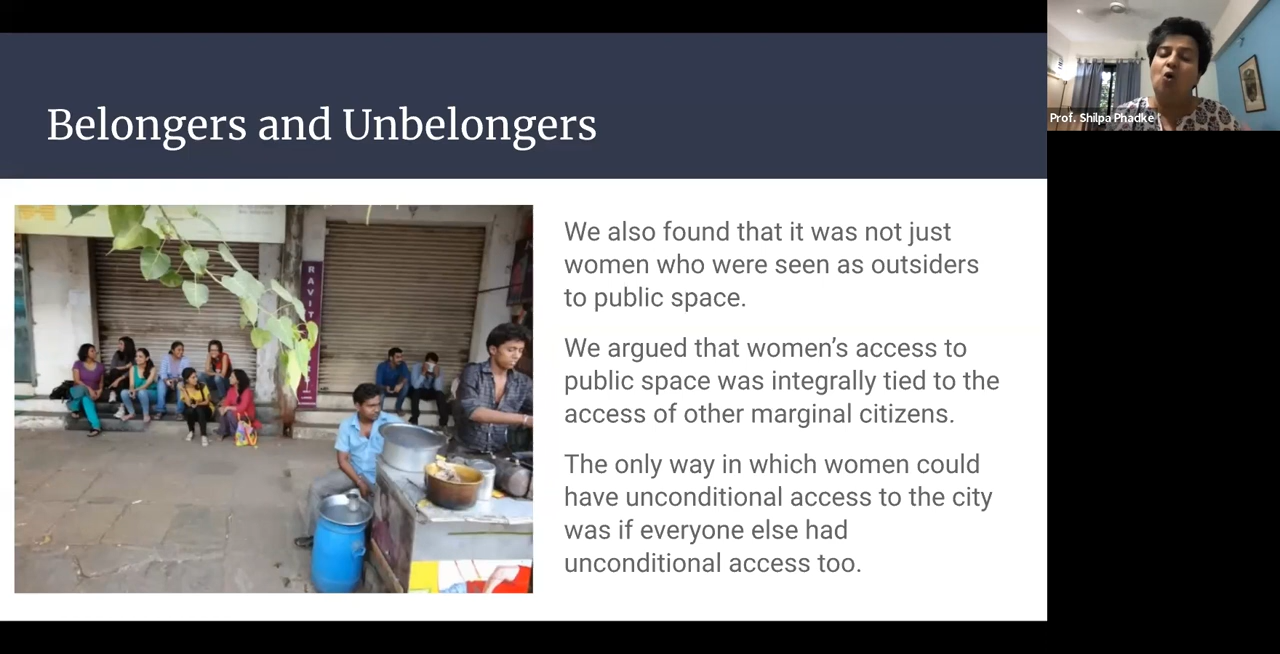 Belongers and Unbelongers
Prof. Shilpa Phadke
We also found that it was not just
women who were seen as outsiders
to public space.
We argued that women’s access to
public space was integrally tied to the
access of other marginal citizens.
The only way in which women could
have unconditional access to the city
was if everyone else had
unconditional access too.
R
A
V
I
T